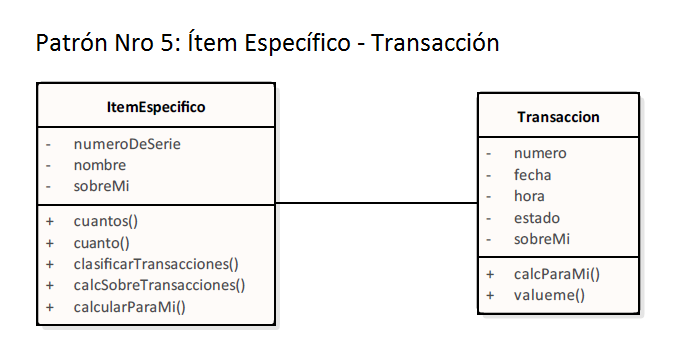 Patrón Nro 5: Ítem Específico - Transacción
ItemEspecifico
- numeroDeSerie
- nombre
- sobreMi
+ cuantos()
+ cuanto()
+ clasificarTransacciones()
+ calcSobreTransacciones()
+ calcularParaMi()
Transaccion
- numero
- fecha
- hora
- estado
- sobreMi
+ calcParaMi()
+ valueme()